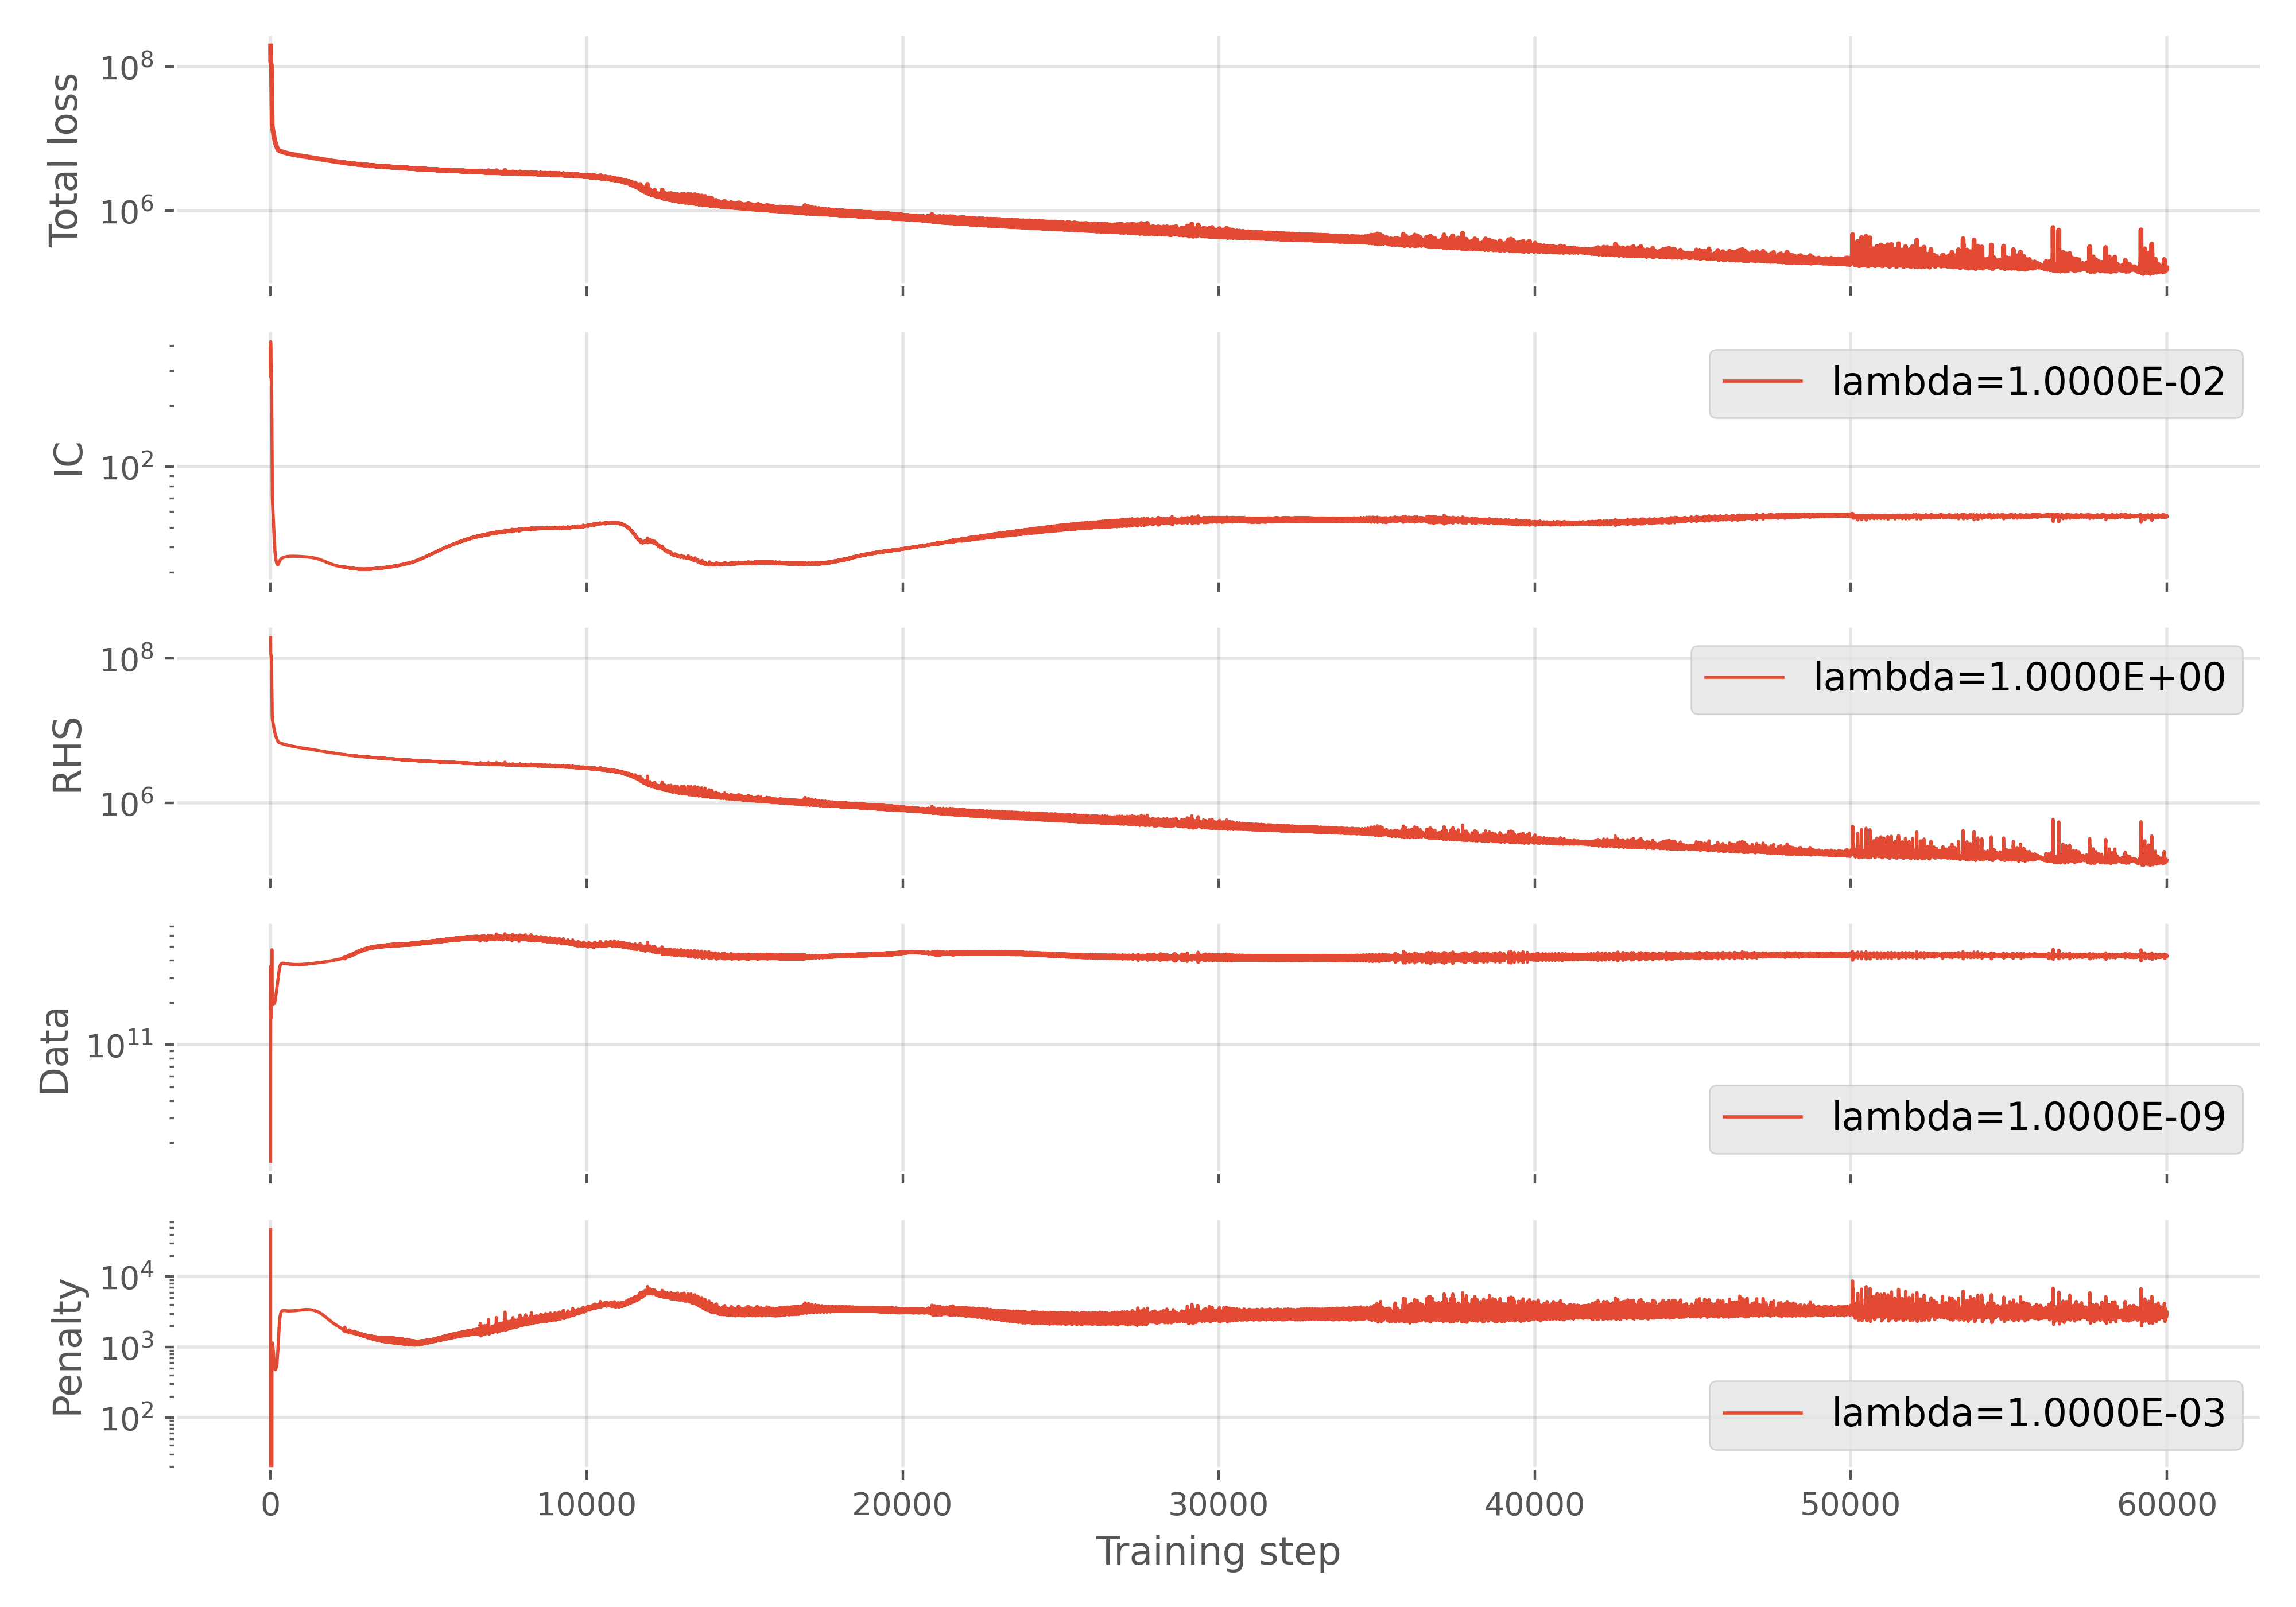 Total loss
10^8
10^6
IC
10^2
lambda=1.0000E-02
RHS
10^8
10^6
lambda=1.0000E+00
Data
10^11
lambda=1.0000E-09
Penalty
10^4
10^3
10^2
lambda=1.0000E-03
0 10000 20000 30000 40000 50000 60000
Training step